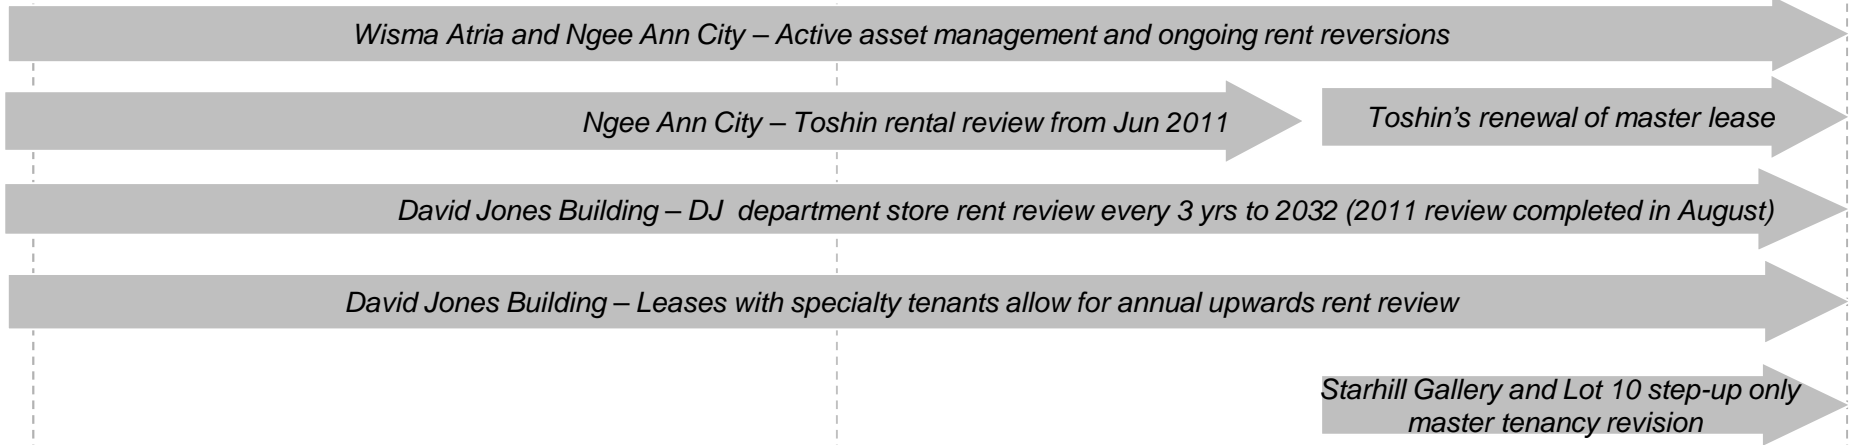 Wisma Atria and Ngee Ann City – Active asset management and ongoing rent reversions
Ngee Ann City – Toshin rental review from Jun 2011
Toshin’s renewal of master lease
David Jones Building – DJ department store rent review every 3 yrs to 2032 (2011 review completed in August)
David Jones Building – Leases with specialty tenants allow for annual upwards rent review
Starhill Gallery and Lot 10 step-up only
master tenancy revision